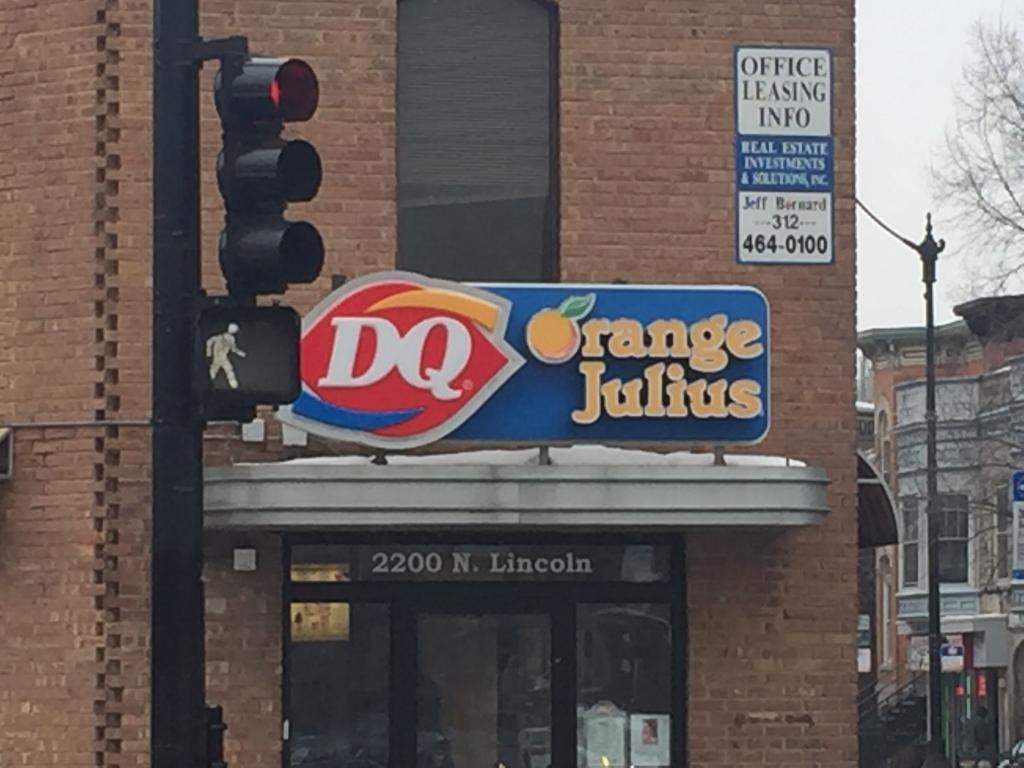 OFFICE
LEASING
INFO
REAL ESTATE
INVESTMENTS
& SOLUTIONS, INC.
Jeff Bernard
---312---
464-0100
DQ®
Orange
Julius
2200 N. Lincoln